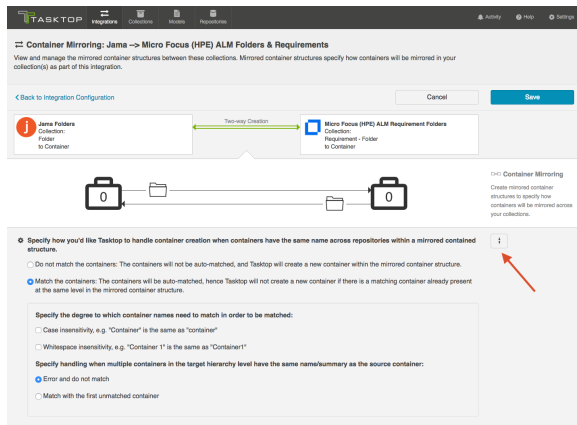 TASKTOP
Integrations
Collections
Models
Repositories
Activity
Help
Settings
Container Mirroring: Jama --> Micro Focus (HPE) ALM Folders & Requirements
View and manage the mirrored container structures between these collections. Mirrored container structures specify how containers will be mirrored in your
collection(s) as part of this integration.
Back to Integration Configuration
Cancel
Save
Jama Folders
Collection:
Folder
to Container
Two-way Creation
Micro Focus (HPE) ALM Requirement Folders
Collection:
Requirement - Folder
to Container
0
0
Container Mirroring
Create mirrored container
structures to specify how
containers will be mirrored across
your collections.
Specify how you'd like Tasktop to handle container creation when containers have the same name across repositories within a mirrored contained
structure.
Do not match the containers: The containers will not be auto-matched, and Tasktop will create a new container within the mirrored container structure.
Match the containers: The containers will be auto-matched, hence Tasktop will not create a new container if there is a matching container already present
at the same level in the mirrored container structure.
Specify the degree to which container names need to match in order to be matched:
Case insensitivity, e.g. "Container" is the same as "container"
Whitespace insensitivity, e.g. "Container 1" is the same as "Container1"
Specify handling when multiple containers in the target hierarchy level have the same name/summary as the source container:
Error and do not match
Match with the first unmatched container